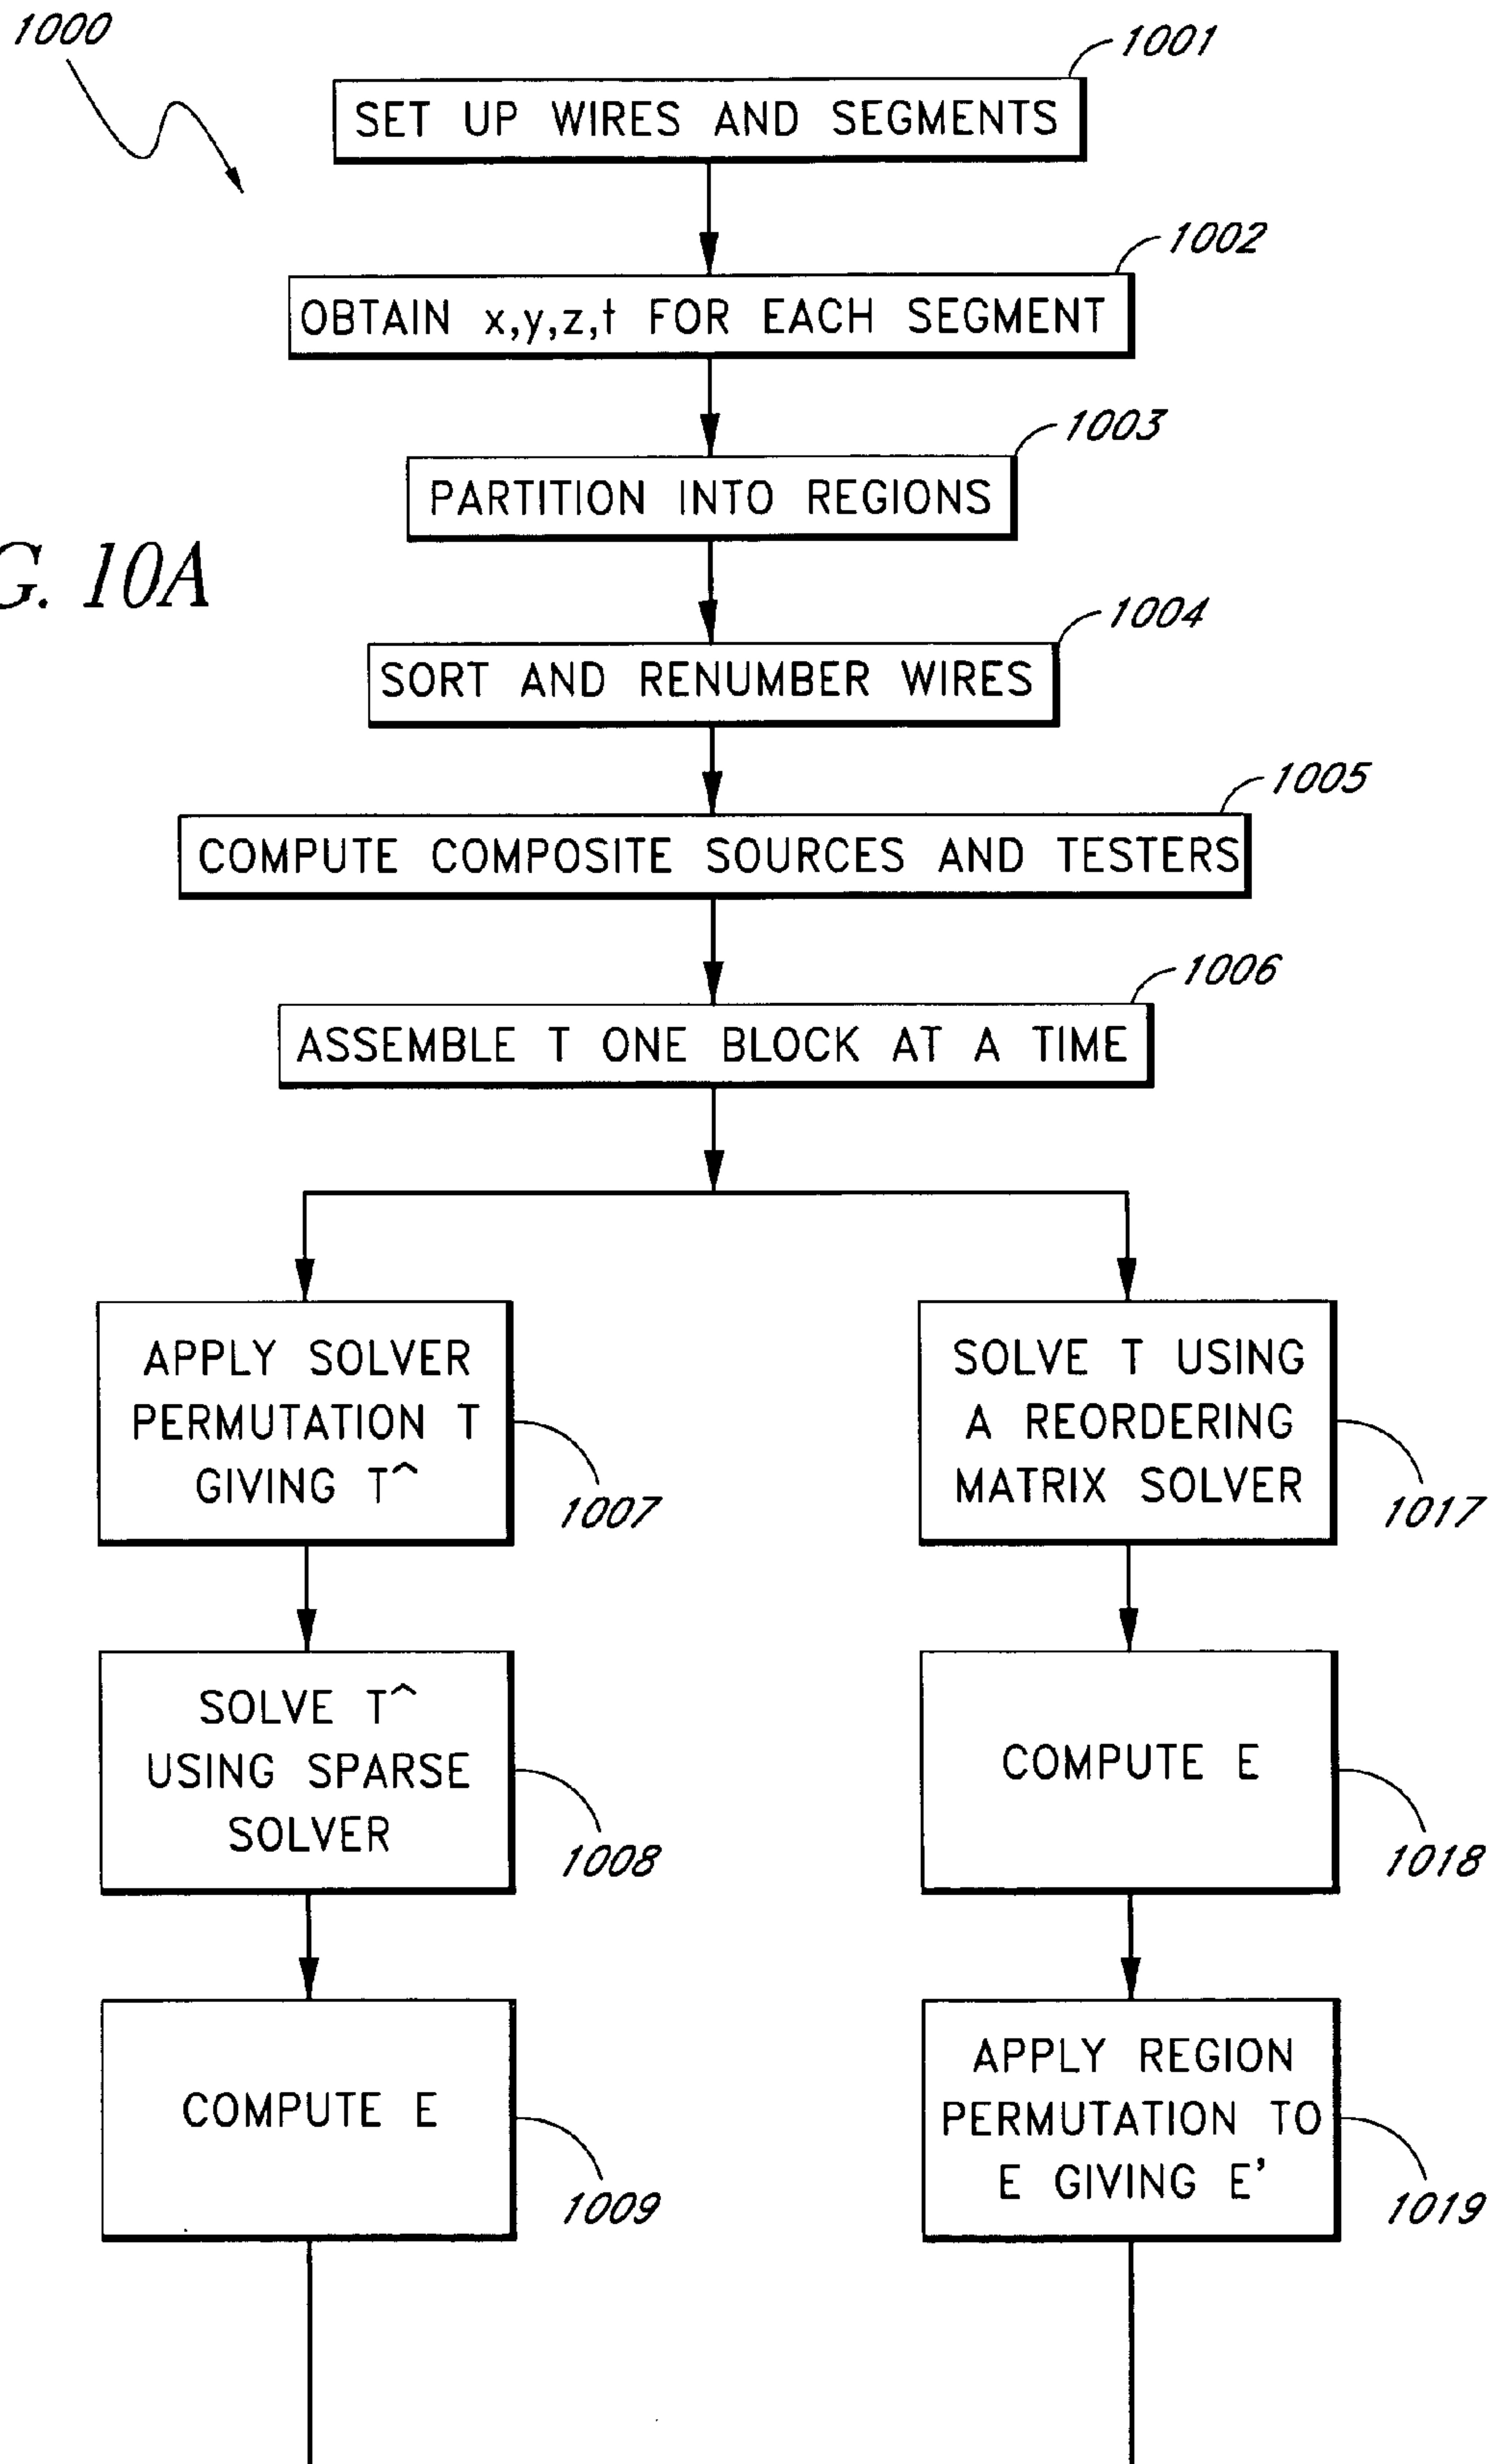 1000
1001
SET UP WIRES AND SEGMENTS
1002
OBTAIN x,y,z,t FOR EACH SEGMENT
1003
PARTITION INTO REGIONS
G. 10A
1004
SORT AND RENUMBER WIRES
1005
COMPUTE COMPOSITE SOURCES AND TESTERS
1006
ASSEMBLE T ONE BLOCK AT A TIME
APPLY SOLVER
PERMUTATION T
GIVING T^
1007
SOLVE T USING
A REORDERING
MATRIX SOLVER
1017
SOLVE T^
USING SPARSE
SOLVER
1008
COMPUTE E
1018
COMPUTE E
1009
APPLY REGION
PERMUTATION TO
E GIVING E'
1019